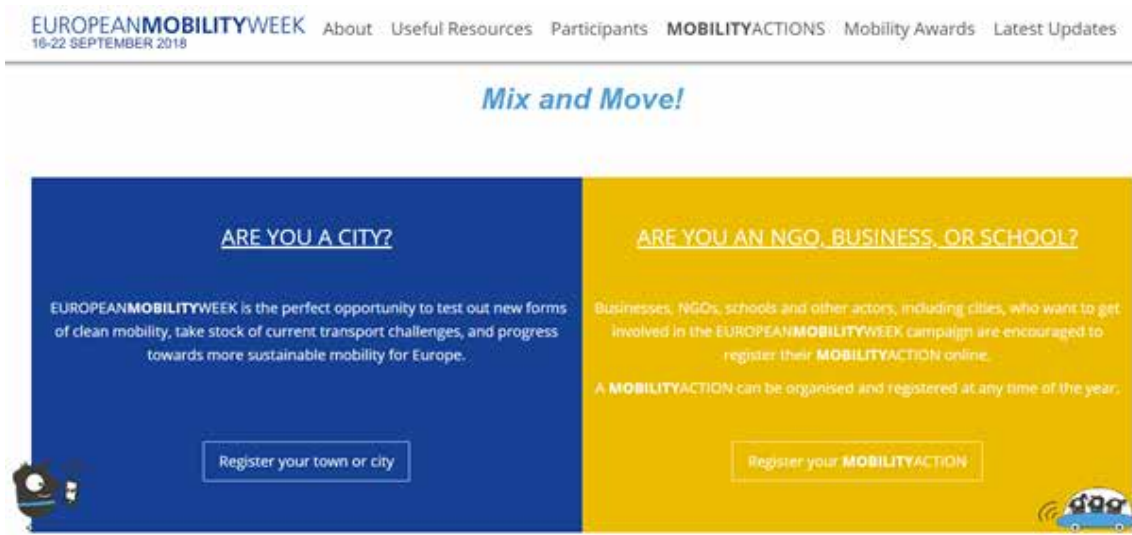 EUROPEANMOBILITYWEEK
16-22 SEPTEMBER 2018
About Useful Resources Participants MOBILITYACTIONS Mobility Awards Latest Updates
Mix and Move!
ARE YOU A CITY?
EUROPEANMOBILITYWEEK is the perfect opportunity to test out new forms
of clean mobility, take stock of current transport challenges, and progress
towards more sustainable mobility for Europe.
Register your town or city
ARE YOU AN NGO, BUSINESS, OR SCHOOL?
Businesses, NGOs, schools and other actors, including cities, who want to get
involved in the EUROPEANMOBILITYWEEK campaign are encouraged to
register their MOBILITYACTION online.
A MOBILITYACTION can be organised and registered at any time of the year.
Register your MOBILITYACTION